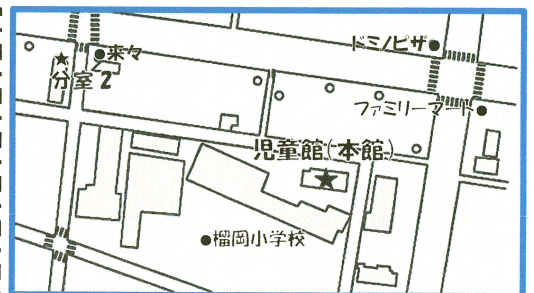 ドミノピザ
来々
分室2
ファミリーマート
児童館(本館)
榴岡小学校